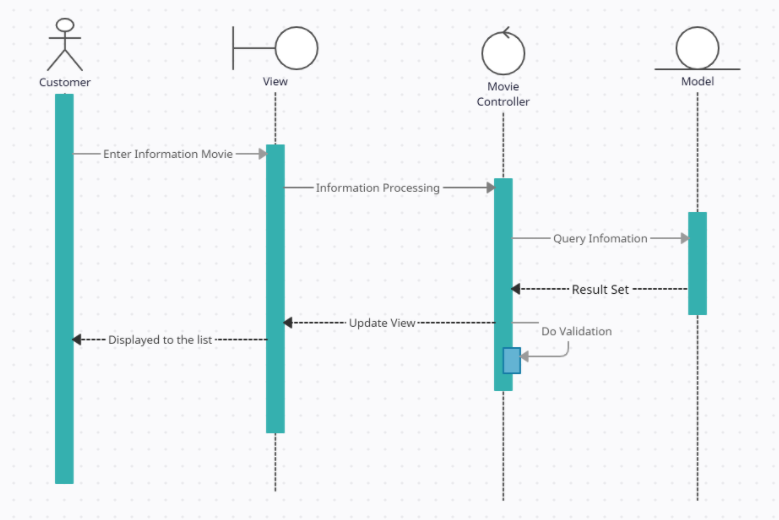 Customer
View
Movie
Controller
Model
Enter Information Movie
Information Processing
Query Infomation
Result Set
Update View
Do Validation
Displayed to the list